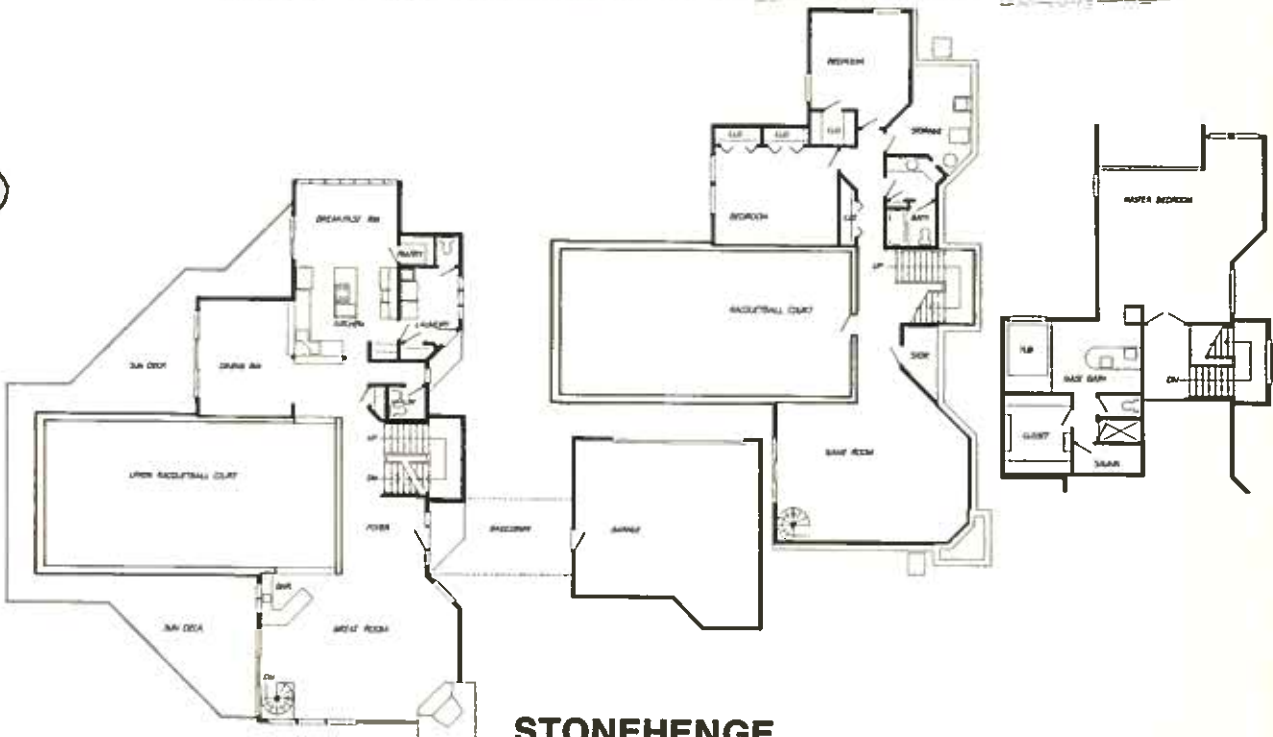 BREAKFAST RM
PANTRY
KITCHEN
LAUNDRY
SUN DECK
DINING RM
UP
DN
UPPER RACQUETBALL COURT
FOYER
BREEZEWAY
GARAGE
BAR
SUN DECK
GREAT ROOM
DN
BEDROOM
CLO
STORAGE
CLO
CLO
BEDROOM
CLO
BATH
UP
RACQUETBALL COURT
STOR
GAME ROOM
MASTER BEDROOM
TUB
MAST BATH
DN
CLOSET
SAUNA
STONEHENGE